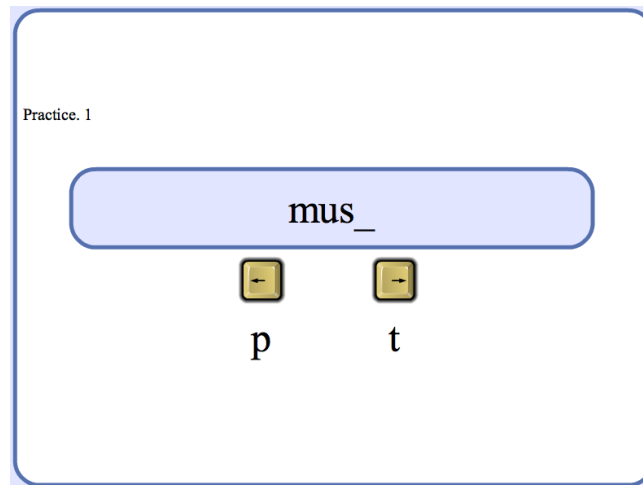 Practice. 1
mus_
← →
p t